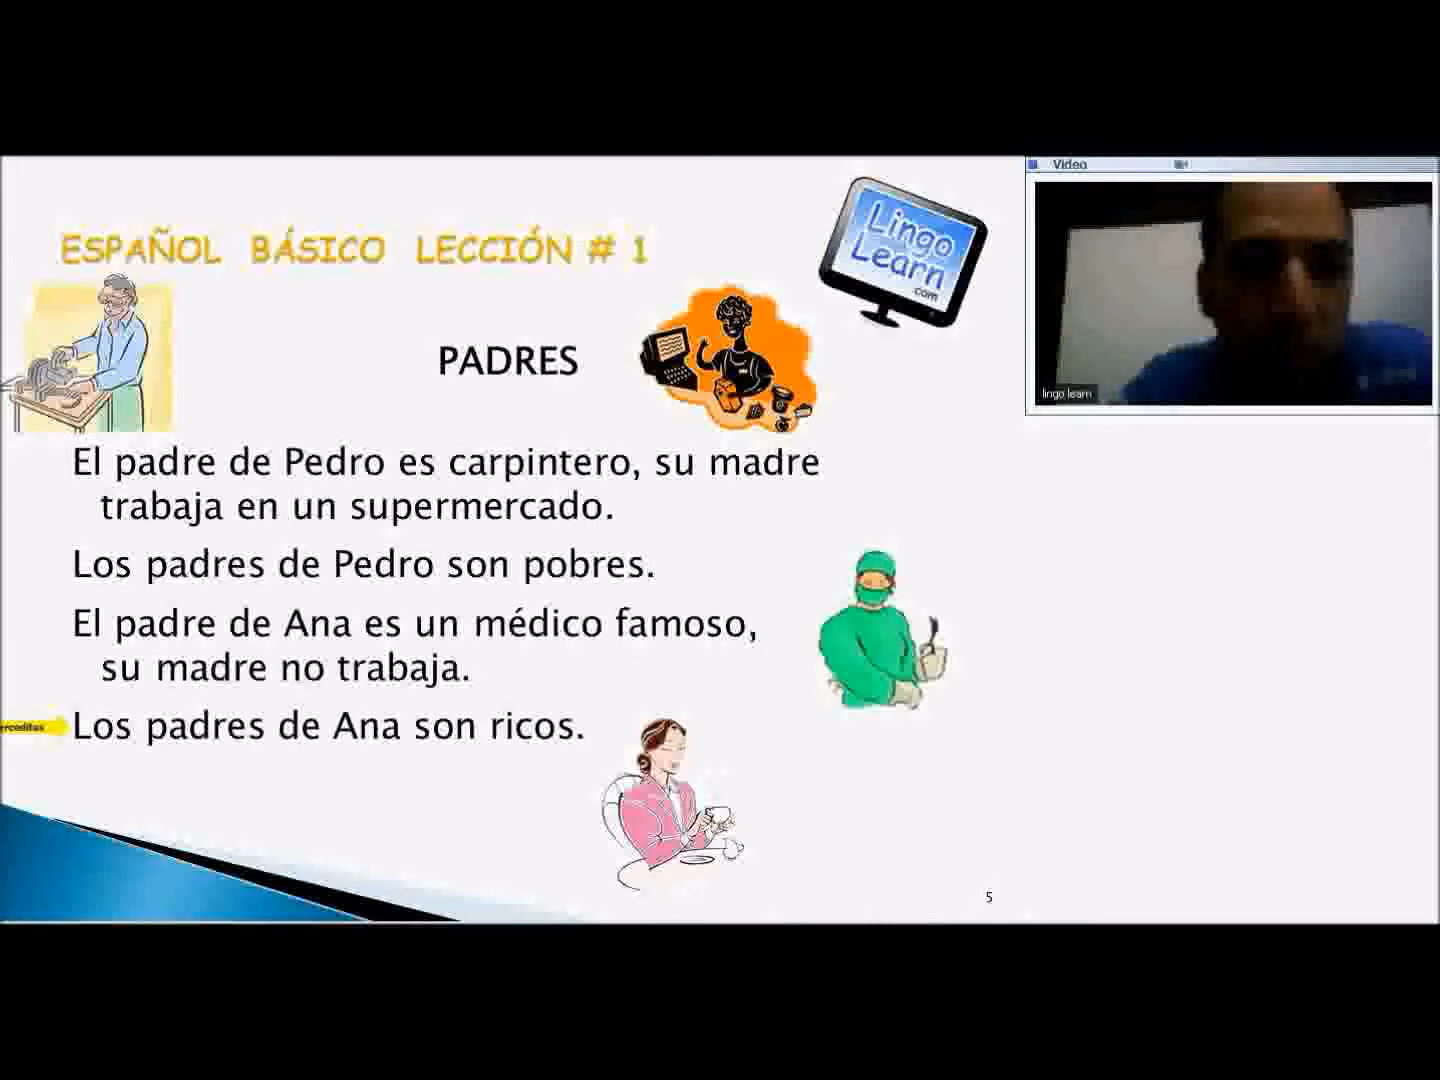 Video
ESPAÑOL BÁSICO LECCIÓN # 1
Lingo
Learn
.com
PADRES
lingo learn
El padre de Pedro es carpintero, su madre
trabaja en un supermercado.
Los padres de Pedro son pobres.
El padre de Ana es un médico famoso,
su madre no trabaja.
Los padres de Ana son ricos.
5